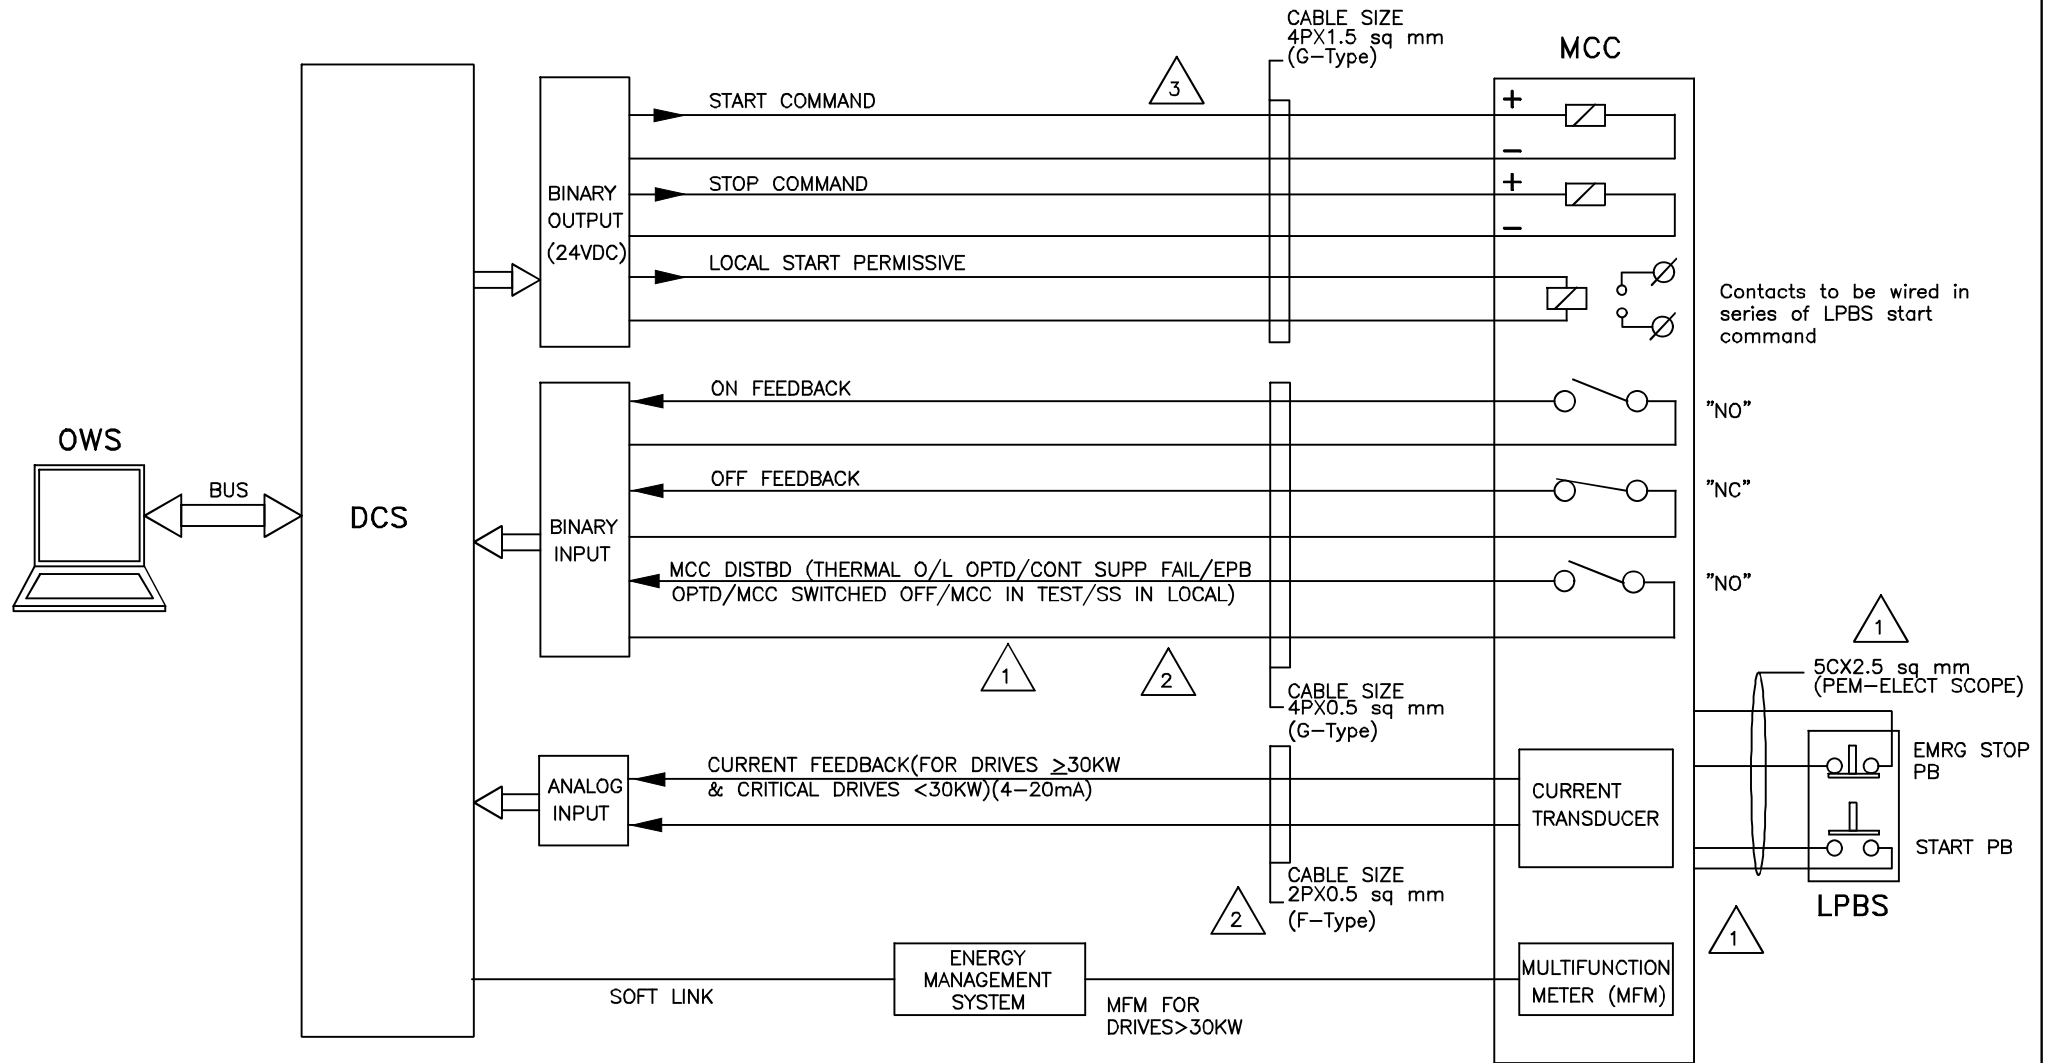 CABLE SIZE
4PX1.5 sq mm
(G-Type)
MCC
3
START COMMAND
+
-
STOP COMMAND
+
-
BINARY
OUTPUT
(24VDC)
LOCAL START PERMISSIVE
Contacts to be wired in
series of LPBS start
command
ON FEEDBACK
"NO"
OWS
BUS
DCS
OFF FEEDBACK
"NC"
BINARY
INPUT
MCC DISTBD (THERMAL O/L OPTD/CONT SUPP FAIL/EPB
OPTD/MCC SWITCHED OFF/MCC IN TEST/SS IN LOCAL)
"NO"
1
1
2
5CX2.5 sq mm
(PEM-ELECT SCOPE)
CABLE SIZE
4PX0.5 sq mm
(G-Type)
CURRENT FEEDBACK(FOR DRIVES ≥30KW
& CRITICAL DRIVES <30KW)(4-20mA)
ANALOG
INPUT
CURRENT
TRANSDUCER
EMRG STOP
PB
START PB
LPBS
CABLE SIZE
2PX0.5 sq mm
(F-Type)
2
1
ENERGY
MANAGEMENT
SYSTEM
SOFT LINK
MFM FOR
DRIVES>30KW
MULTIFUNCTION
METER (MFM)